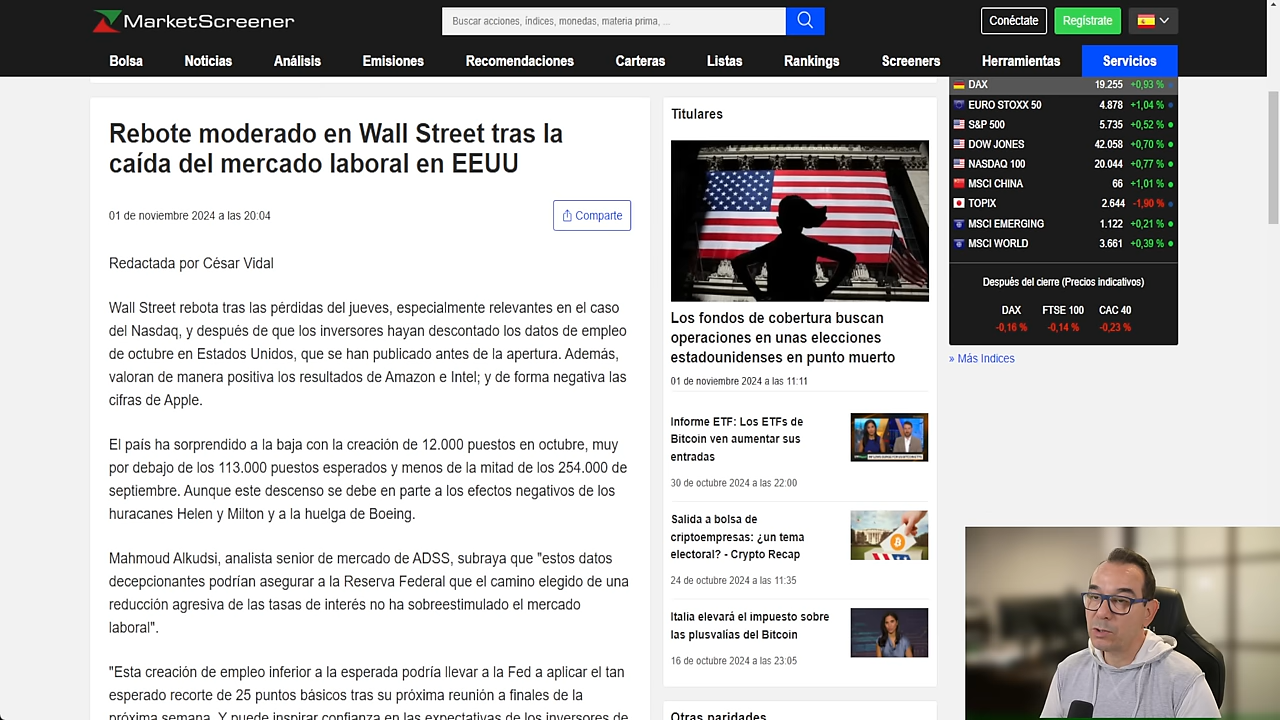 MarketScreener
Buscar acciones, índices, monedas, materia prima, ...
Conéctate
Regístrate
Bolsa
Noticias
Análisis
Emisiones
Recomendaciones
Carteras
Listas
Rankings
Screeners
Herramientas
Servicios
Rebote moderado en Wall Street tras la
caída del mercado laboral en EEUU
01 de noviembre 2024 a las 20:04
Comparte
Redactada por César Vidal
Wall Street rebota tras las pérdidas del jueves, especialmente relevantes en el caso
del Nasdaq, y después de que los inversores hayan descontado los datos de empleo
de octubre en Estados Unidos, que se han publicado antes de la apertura. Además,
valoran de manera positiva los resultados de Amazon e Intel; y de forma negativa las
cifras de Apple.
El país ha sorprendido a la baja con la creación de 12.000 puestos en octubre, muy
por debajo de los 113.000 puestos esperados y menos de la mitad de los 254.000 de
septiembre. Aunque este descenso se debe en parte a los efectos negativos de los
huracanes Helen y Milton y a la huelga de Boeing.
Mahmoud Alkudsi, analista senior de mercado de ADSS, subraya que "estos datos
decepcionantes podrían asegurar a la Reserva Federal que el camino elegido de una
reducción agresiva de las tasas de interés no ha sobreestimulado el mercado
laboral".
"Esta creación de empleo inferior a la esperada podría llevar a la Fed a aplicar el tan
esperado recorte de 25 puntos básicos tras su próxima reunión a finales de la
próxima semana. Y puede inspirar confianza en las expectativas de los inversores de
Titulares
Los fondos de cobertura buscan
operaciones en unas elecciones
estadounidenses en punto muerto
01 de noviembre 2024 a las 11:11
Informe ETF: Los ETFs de
Bitcoin ven aumentar sus
entradas
30 de octubre 2024 a las 22:00
Salida a bolsa de
criptoempresas: ¿un tema
electoral? - Crypto Recap
24 de octubre 2024 a las 11:35
Italia elevará el impuesto sobre
las plusvalías del Bitcoin
16 de octubre 2024 a las 23:05
Otras paridades
DAX 19.255 +0,93 %
EURO STOXX 50 4.878 +1,04 %
S&P 500 5.735 +0,52 %
DOW JONES 42.058 +0,70 %
NASDAQ 100 20.044 +0,77 %
MSCI CHINA 66 +1,01 %
TOPIX 2.644 -1,90 %
MSCI EMERGING 1.122 +0,21 %
MSCI WORLD 3.661 +0,39 %
Después del cierre (Precios indicativos)
DAX FTSE 100 CAC 40
-0,16 % -0,14 % -0,23 %
» Más Indices